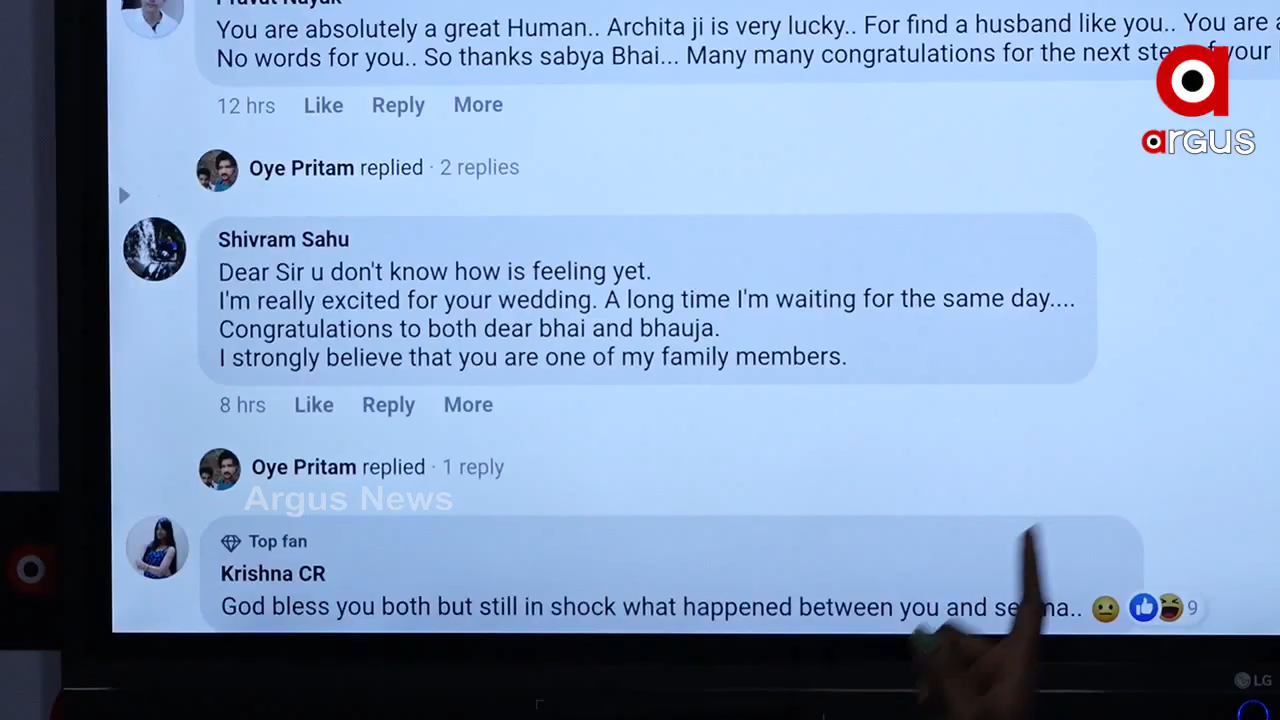 Pravat Nayak
You are absolutely a great Human.. Archita ji is very lucky.. For find a husband like you.. You are
No words for you.. So thanks sabya Bhai... Many many congratulations for the next your
12 hrs Like Reply More
argus
Oye Pritam replied · 2 replies
Shivram Sahu
Dear Sir u don't know how is feeling yet.
I'm really excited for your wedding. A long time I'm waiting for the same day....
Congratulations to both dear bhai and bhauja.
I strongly believe that you are one of my family members.
8 hrs Like Reply More
Oye Pritam replied · 1 reply
Argus News
Top fan
Krishna CR
God bless you both but still in shock what happened between you and 😐 9
LG